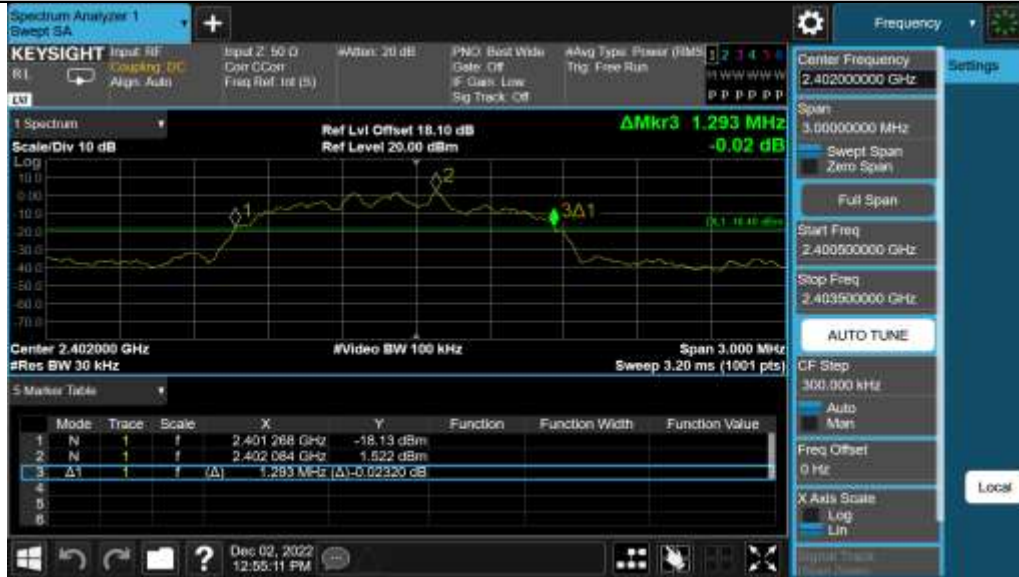 Spectrum Analyzer 1
Swept SA
+
Frequency
KEYSIGHT
RL
Input: RF
Coupling: DC
Align: Auto
Input Z: 50 Ω
Corr CCorr
Freq Ref: Int (S)
#Atten: 20 dB
PNO: Best Wide
Gate: Off
IF Gain: Low
Sig Track: Off
#Avg Type: Power (RMS)
Trig: Free Run
1 2 3 4 5 6
W W W W W
P P P P P P
LXI
1 Spectrum
Scale/Div 10 dB
Ref Lvl Offset 18.10 dB
Ref Level 20.00 dBm
ΔMkr3 1.293 MHz
-0.02 dB
Log
10.0
0.00
-10.0
-20.0
-30.0
-40.0
-50.0
-60.0
-70.0
1
2
3Δ1
Center 2.402000 GHz
#Res BW 30 kHz
#Video BW 100 kHz
Span 3.000 MHz
Sweep 3.20 ms (1001 pts)
5 Marker Table
Mode Trace Scale X Y Function Function Width Function Value
1 N 1 f 2.401 268 GHz -18.13 dBm
2 N 1 f 2.402 084 GHz 1.522 dBm
3 Δ1 1 f (Δ) 1.293 MHz (Δ) -0.02320 dB
4
5
6
Dec 02, 2022
12:55:11 PM
?
Center Frequency
2.402000000 GHz
Span
3.00000000 MHz
Swept Span
Zero Span
Full Span
Start Freq
2.400500000 GHz
Stop Freq
2.403500000 GHz
AUTO TUNE
CF Step
300.000 kHz
Auto
Man
Freq Offset
0 Hz
X Axis Scale
Log
Lin
Signal Track
Settings
Local